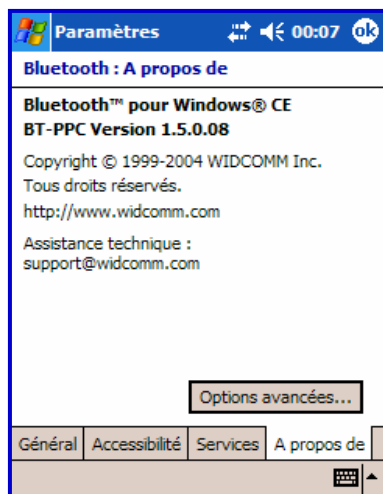 Paramètres 00:07 ok
Bluetooth : A propos de
Bluetooth™ pour Windows® CE
BT-PPC Version 1.5.0.08
Copyright © 1999-2004 WIDCOMM Inc.
Tous droits réservés.
http://www.widcomm.com
Assistance technique :
support@widcomm.com
Options avancées...
Général Accessibilité Services A propos de